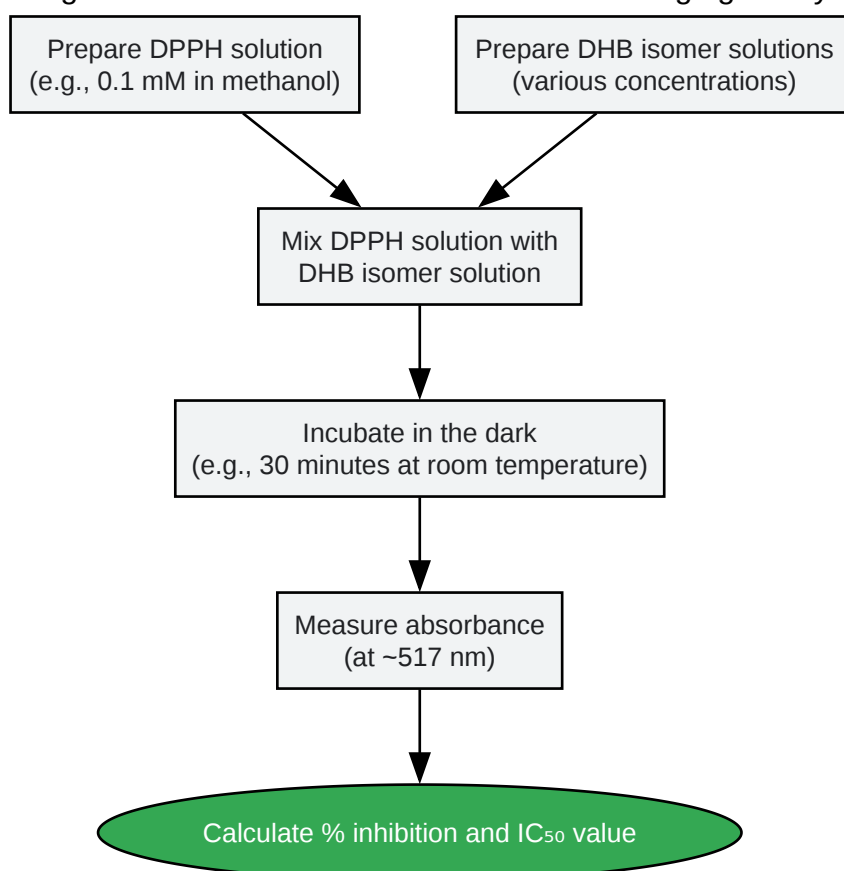 Prepare DPPH solution
(e.g., 0.1 mM in methanol)
Prepare DHB isomer solutions
(various concentrations)
Mix DPPH solution with
DHB isomer solution
Incubate in the dark
(e.g., 30 minutes at room temperature)
Measure absorbance
(at ~517 nm)
Calculate % inhibition and IC₅₀ value